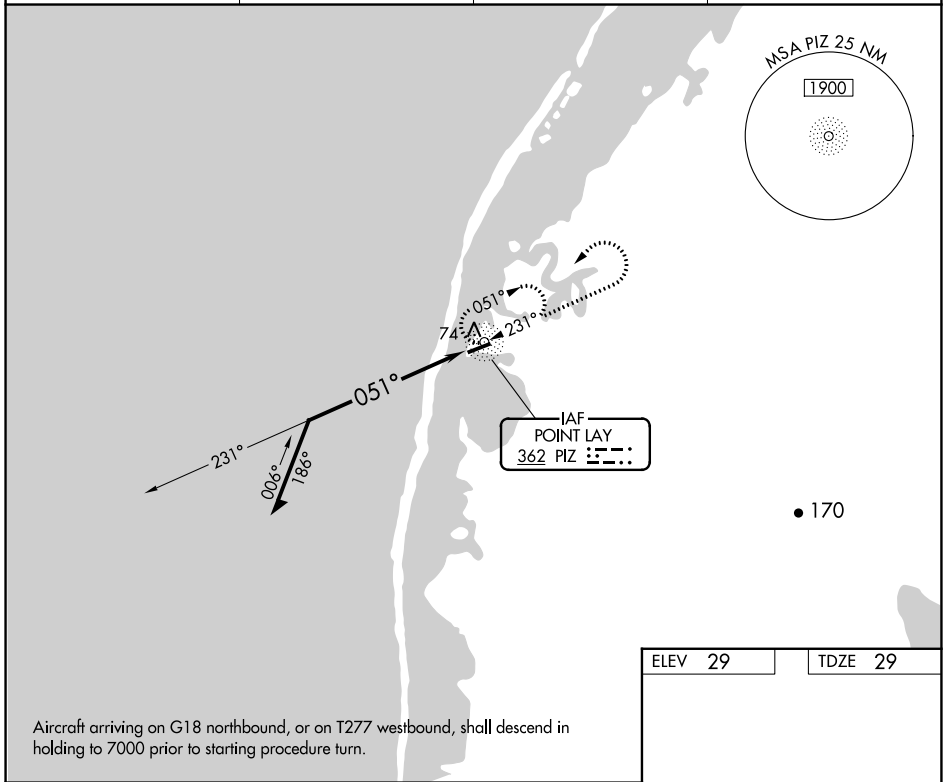 MSA PIZ 25 NM
1900
051°
74
231°
051°
IAF
POINT LAY
362 PIZ
231°
006°
186°
170
ELEV 29
TDZE 29
Aircraft arriving on G18 northbound, or on T277 westbound, shall descend in
holding to 7000 prior to starting procedure turn.